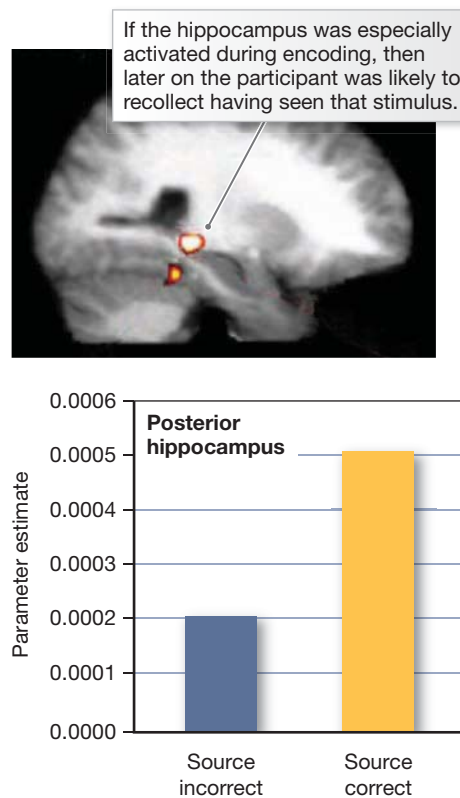 If the hippocampus was especially
activated during encoding, then
later on the participant was likely to
recollect having seen that stimulus.
0.0006
Posterior
hippocampus
0.0005
0.0004
0.0003
0.0002
0.0001
0.0000
Parameter estimate
Source
incorrect
Source
correct